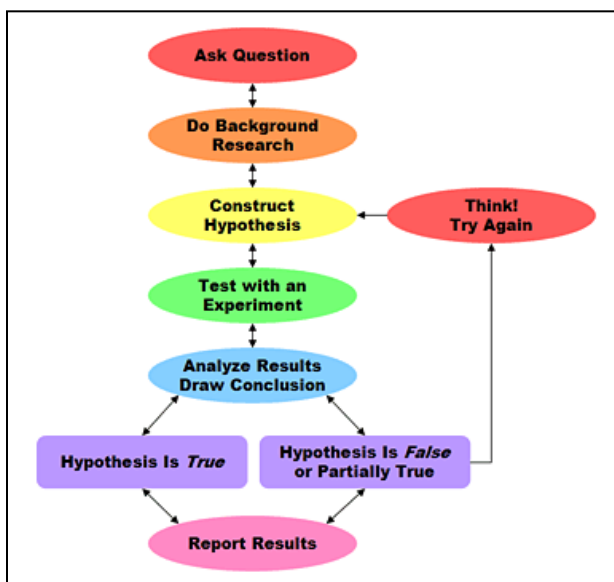 Ask Question
Do Background
Research
Construct
Hypothesis
Think!
Try Again
Test with an
Experiment
Analyze Results
Draw Conclusion
Hypothesis Is True
Hypothesis Is False
or Partially True
Report Results